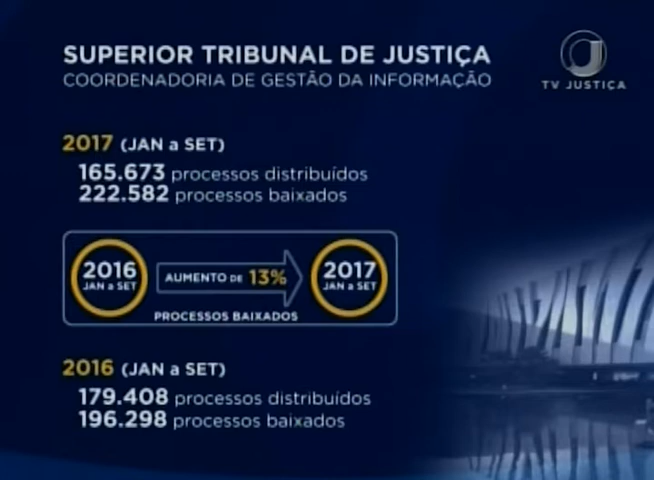 SUPERIOR TRIBUNAL DE JUSTIÇA
COORDENADORIA DE GESTÃO DA INFORMAÇÃO
TV JUSTIÇA
2017 (JAN a SET)
165.673 processos distribuídos
222.582 processos baixados
2016
JAN a SET
AUMENTO DE 13%
2017
JAN a SET
PROCESSOS BAIXADOS
2016 (JAN a SET)
179.408 processos distribuídos
196.298 processos baixados